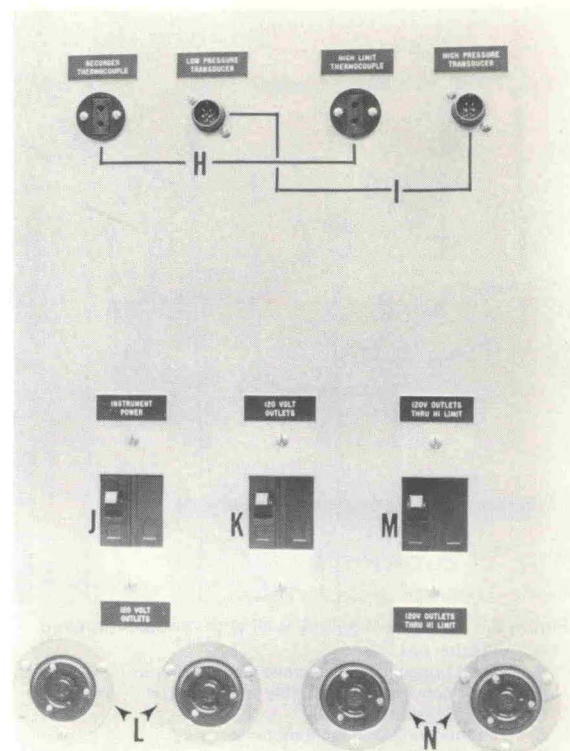 RECORDER
THERMOCOUPLE
LOW PRESSURE
TRANSDUCER
HIGH LIMIT
THERMOCOUPLE
HIGH PRESSURE
TRANSDUCER
H
I
INSTRUMENT
POWER
120 VOLT
OUTLETS
120V OUTLETS
THRU HI LIMIT
J
K
M
120 VOLT
OUTLETS
120V OUTLETS
THRU HI LIMIT
L
N